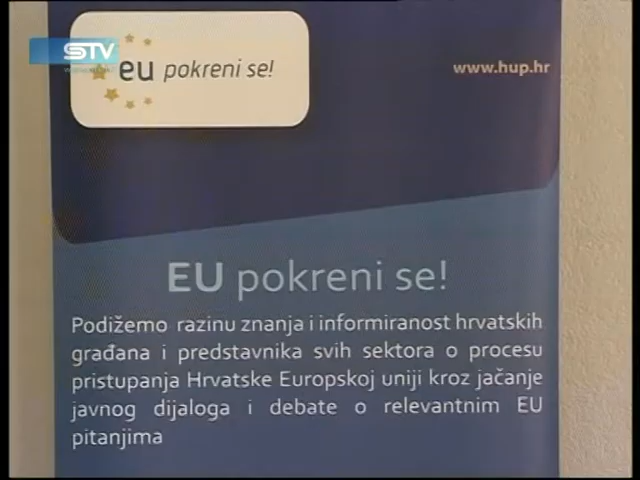 STV
eu pokreni se!
www.hup.hr
EU pokreni se!
Podižemo razinu znanja i informiranost hrvatskih
građana i predstavnika svih sektora o procesu
pristupanja Hrvatske Europskoj uniji kroz jačanje
javnog dijaloga i debate o relevantnim EU
pitanjima